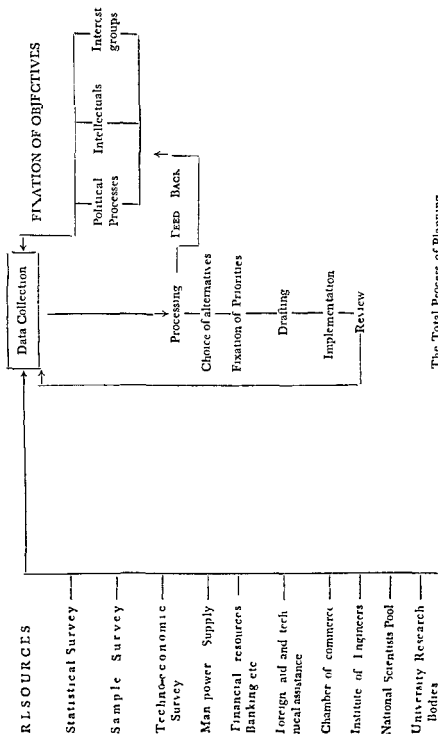 RLSOURCES
Statistical Survey
Sample Survey
Techno-economic
Survey
Man power Supply
Financial resources
Banking etc
Foreign aid and tech
nical assistance
Chamber of commerce
Institute of Engineers
National Scientists Pool
University Research
Bodies
Data Collection
FIXATION OF OBJECTIVES
Political
Processes
Intellectuals
Interest
groups
FEED BACK
Processing
Choice of alternatives
Fixation of Priorities
Drafting
Implementation
Review
The Total Process of Planning